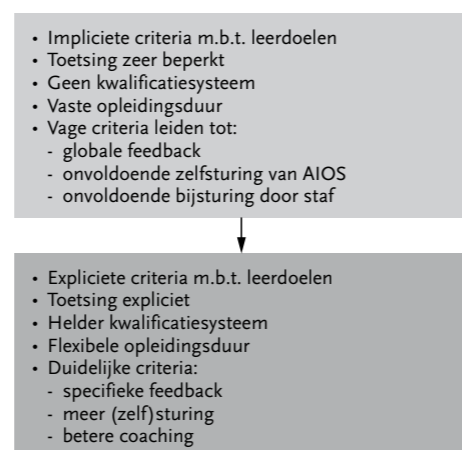 • Impliciete criteria m.b.t. leerdoelen
• Toetsing zeer beperkt
• Geen kwalificatiesysteem
• Vaste opleidingsduur
• Vage criteria leiden tot:
- globale feedback
- onvoldoende zelfsturing van AIOS
- onvoldoende bijsturing door staf
• Expliciete criteria m.b.t. leerdoelen
• Toetsing expliciet
• Helder kwalificatiesysteem
• Flexibele opleidingsduur
• Duidelijke criteria:
- specifieke feedback
- meer (zelf)sturing
- betere coaching